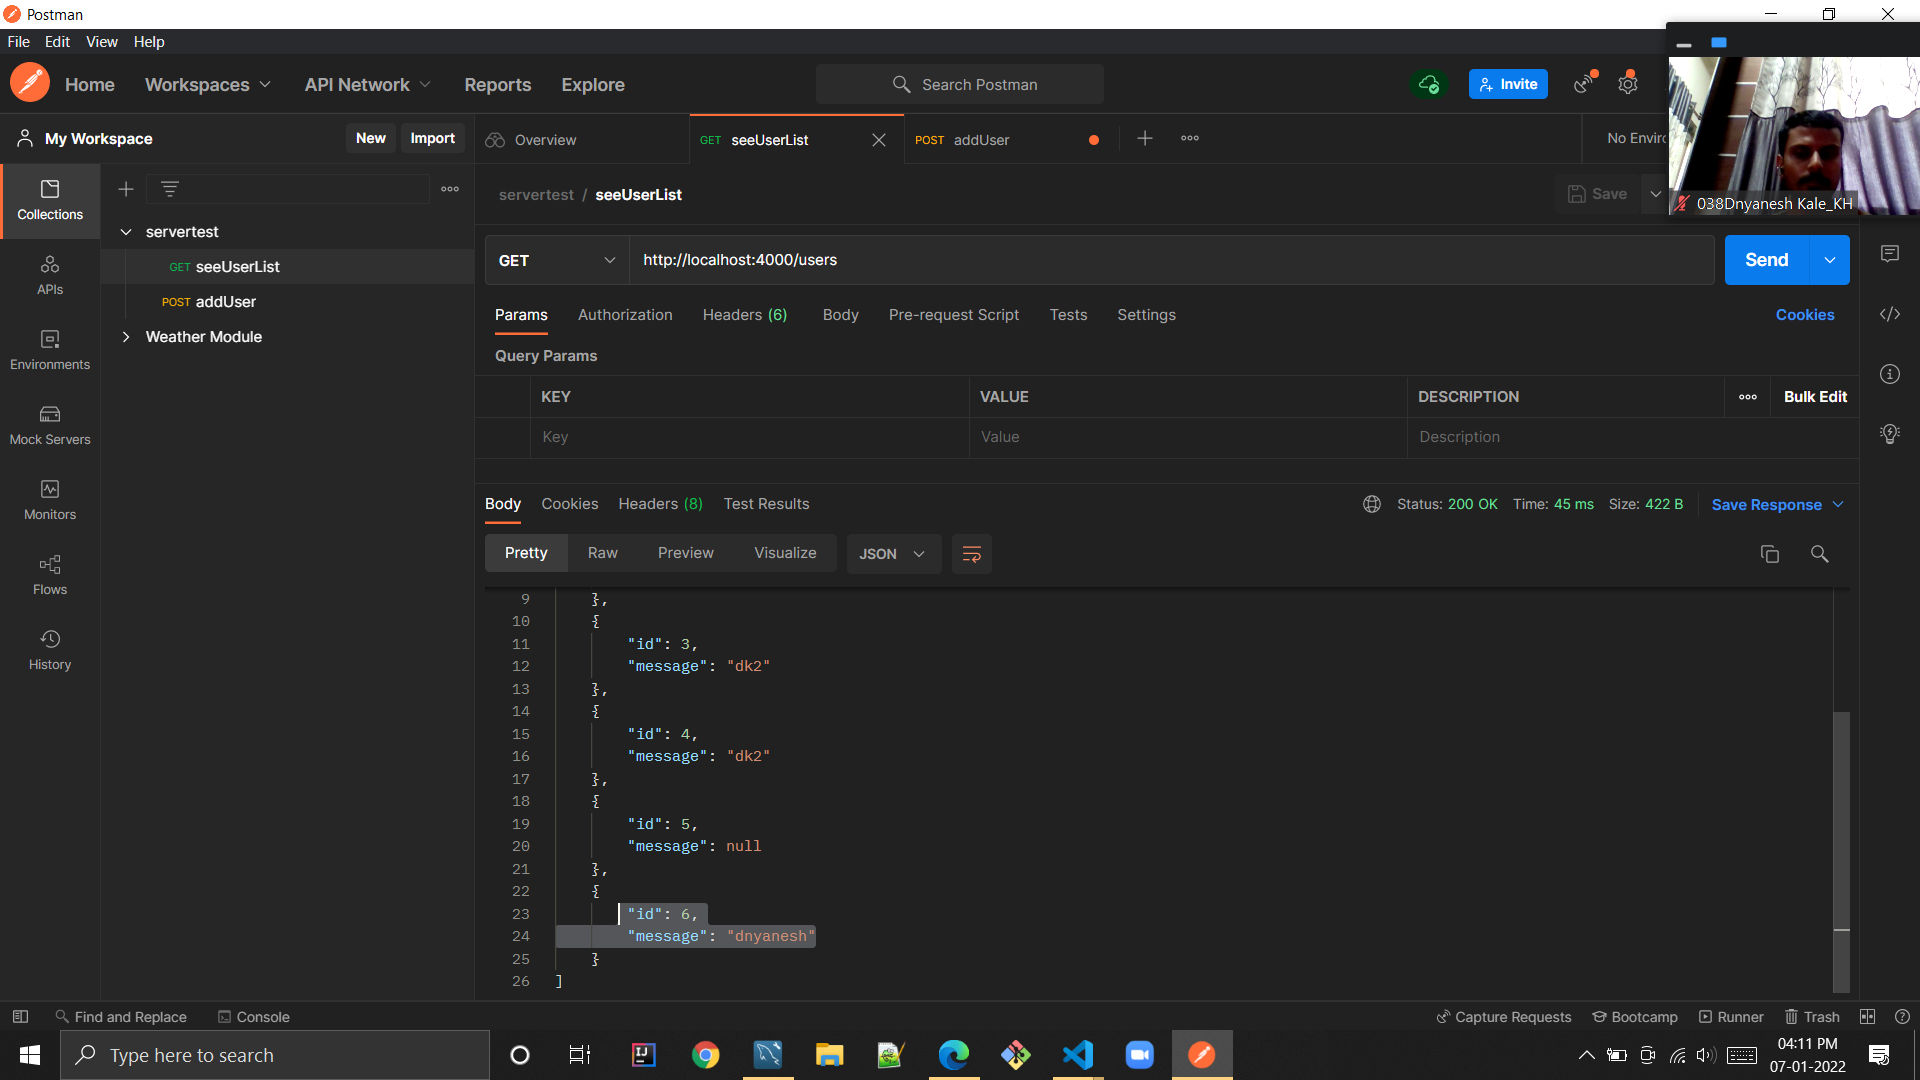 Postman
File Edit View Help
Home Workspaces API Network Reports Explore Search Postman Invite
My Workspace New Import Overview GET seeUserList POST addUser No Enviro
servertest / seeUserList Save
038Dnyanesh Kale_KH
Collections
APIs
Environments
Mock Servers
Monitors
Flows
History
servertest
GET seeUserList
POST addUser
Weather Module
GET http://localhost:4000/users Send
Params Authorization Headers (6) Body Pre-request Script Tests Settings Cookies
Query Params
KEY VALUE DESCRIPTION Bulk Edit
Key Value Description
Body Cookies Headers (8) Test Results Status: 200 OK Time: 45 ms Size: 422 B Save Response
Pretty Raw Preview Visualize JSON
9 },
10 {
11 "id": 3,
12 "message": "dk2"
13 },
14 {
15 "id": 4,
16 "message": "dk2"
17 },
18 {
19 "id": 5,
20 "message": null
21 },
22 {
23 "id": 6,
24 "message": "dnyanesh"
25 }
26 ]
Find and Replace Console Capture Requests Bootcamp Runner Trash
Type here to search
04:11 PM
07-01-2022